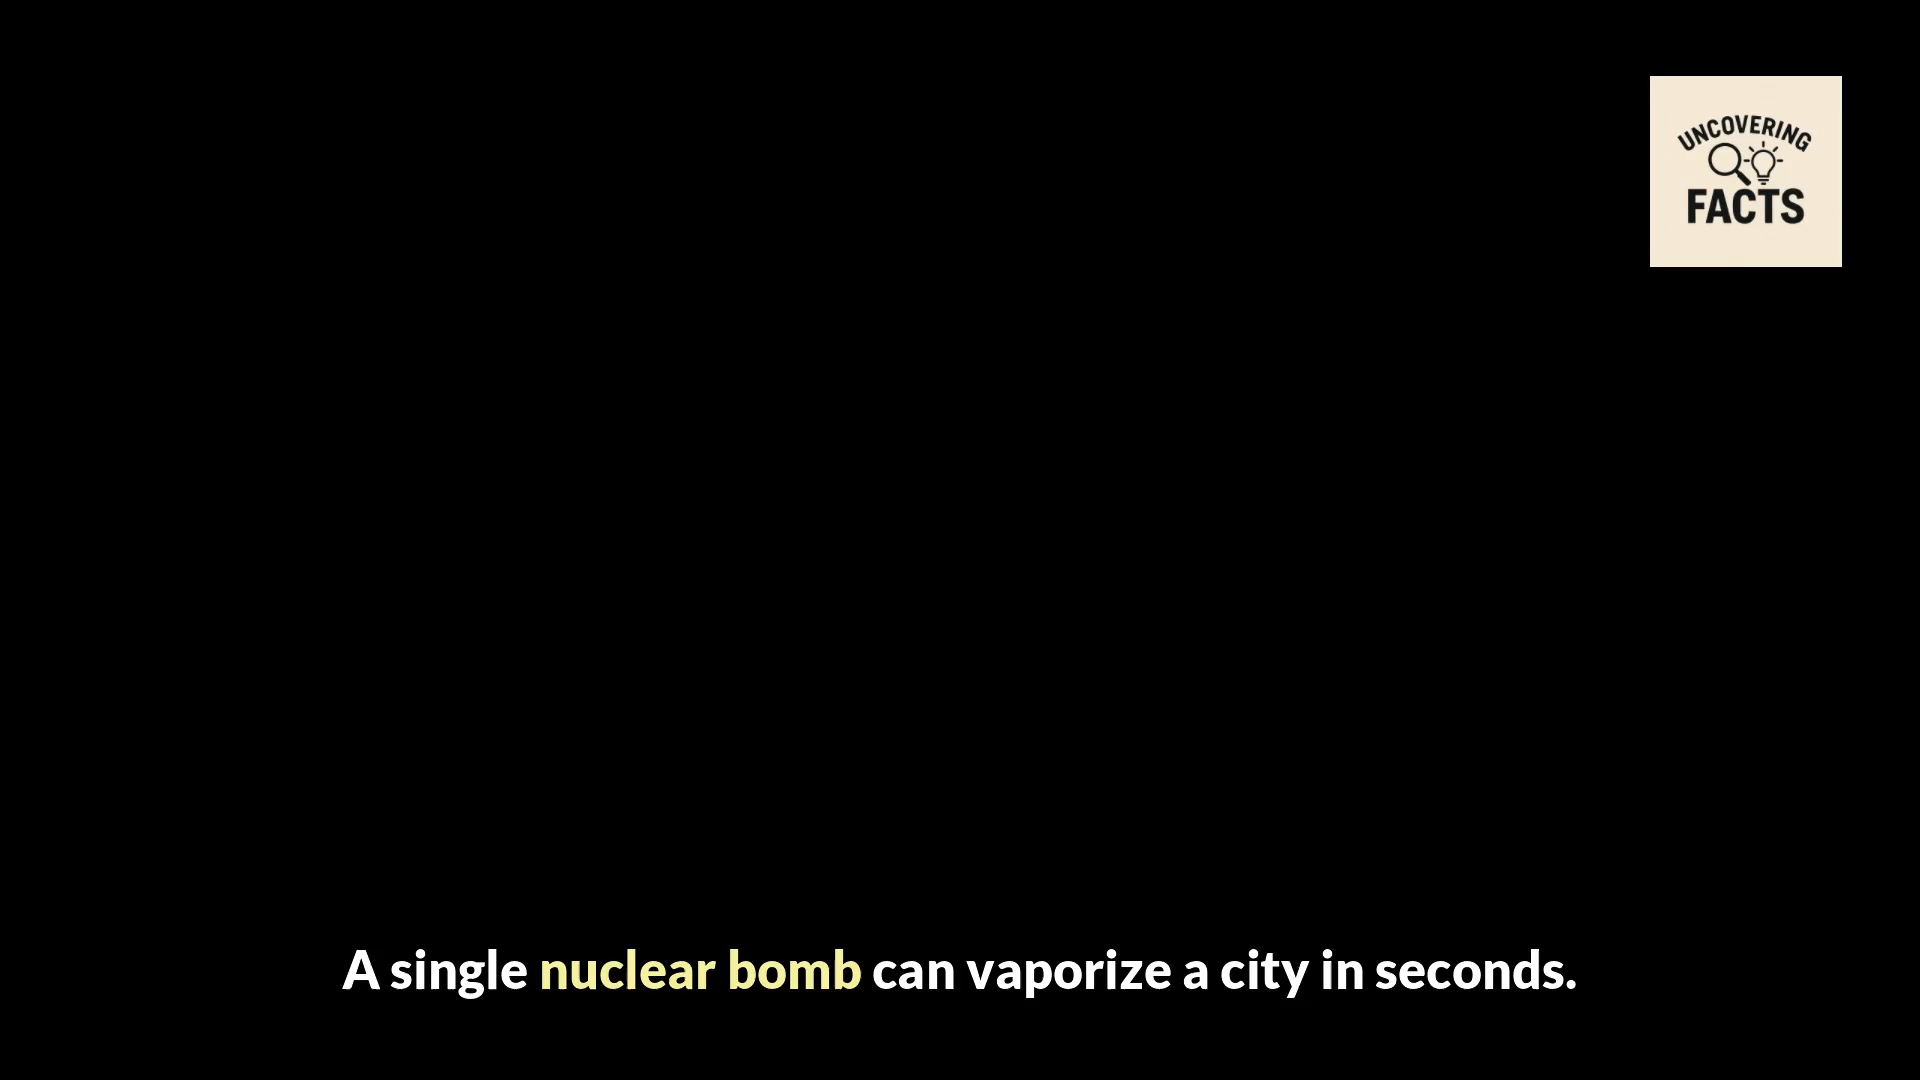 UNCOVERING
FACTS
A single nuclear bomb can vaporize a city in seconds.